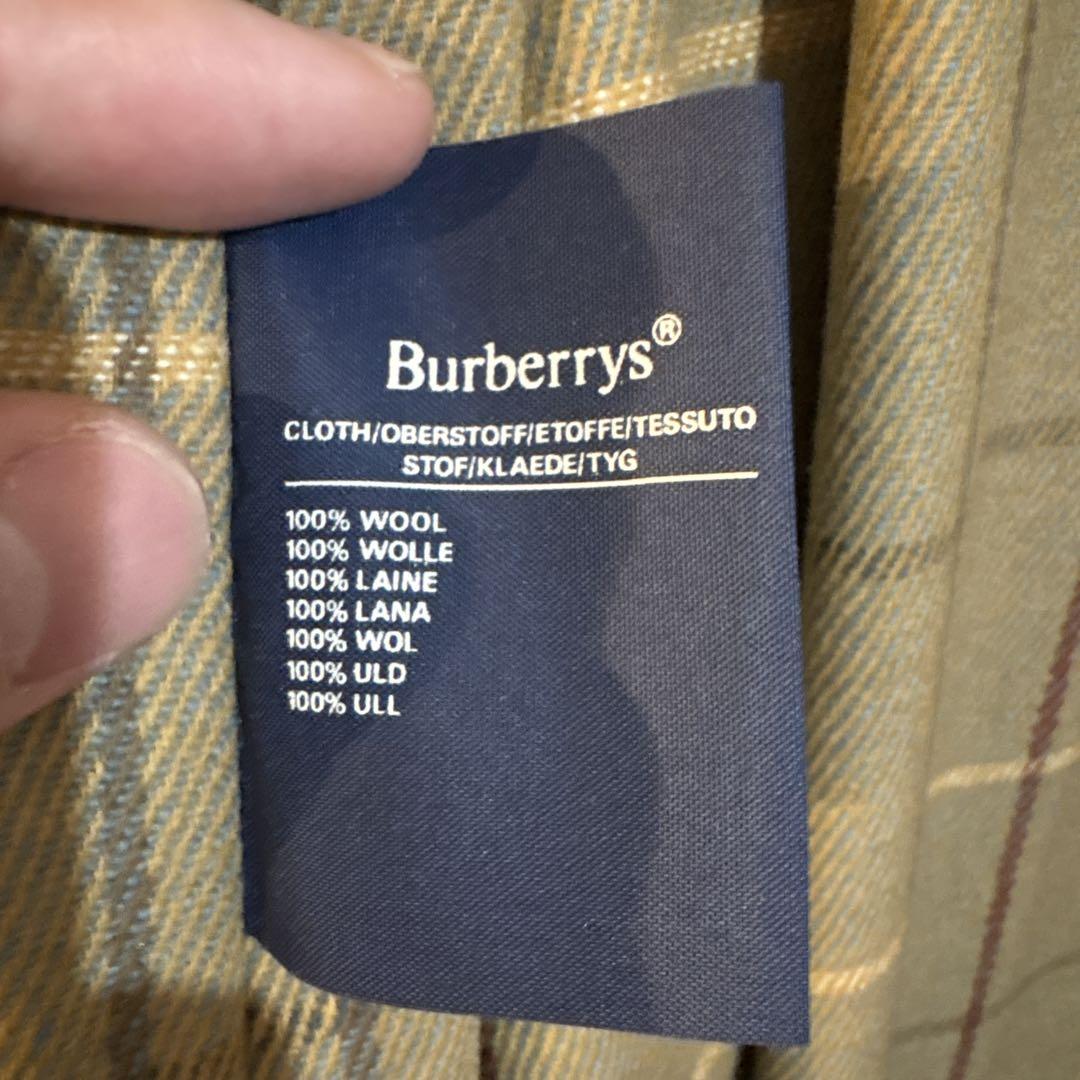 Burberrys®
CLOTH/OBERSTOFF/ETOFFE/TESSUTO
STOF/KLAEDE/TYG
100% WOOL
100% WOLLE
100% LAINE
100% LANA
100% WOL
100% ULD
100% ULL